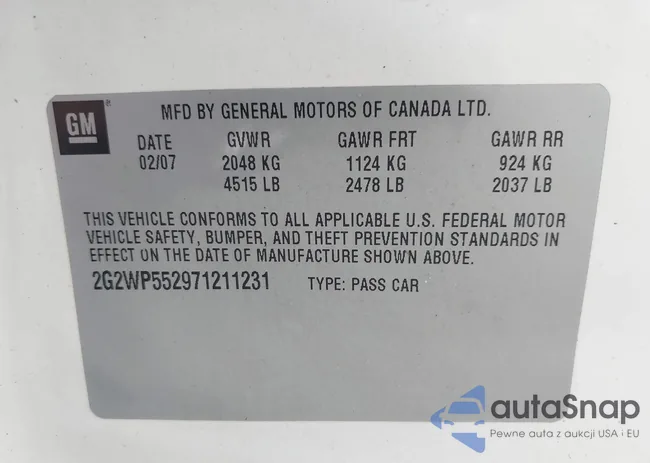 GM
MFD BY GENERAL MOTORS OF CANADA LTD.
DATE GVWR GAWR FRT GAWR RR
02/07 2048 KG 1124 KG 924 KG
4515 LB 2478 LB 2037 LB
THIS VEHICLE CONFORMS TO ALL APPLICABLE U.S. FEDERAL MOTOR
VEHICLE SAFETY, BUMPER, AND THEFT PREVENTION STANDARDS IN
EFFECT ON THE DATE OF MANUFACTURE SHOWN ABOVE.
2G2WP552971211231 TYPE: PASS CAR
autaSnap
Pewne auta z aukcji USA i EU